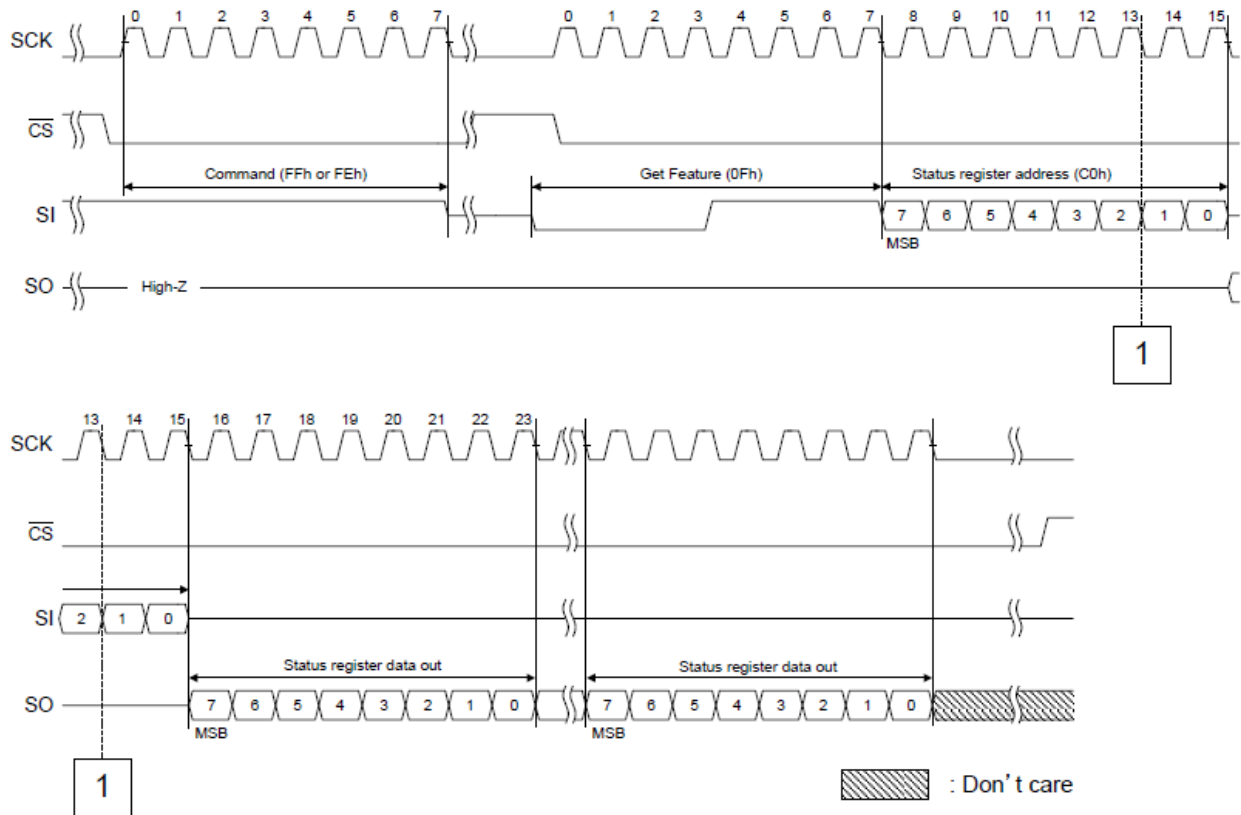 0 1 2 3 4 5 6 7 0 1 2 3 4 5 6 7 8 9 10 11 12 13 14 15
SCK
CS
Command (FFh or FEh) Get Feature (0Fh) Status register address (C0h)
SI 7 6 5 4 3 2 1 0
MSB
SO High-Z
1
13 14 15 16 17 18 19 20 21 22 23
SCK
CS
SI 2 1 0
Status register data out Status register data out
SO 7 6 5 4 3 2 1 0 7 6 5 4 3 2 1 0
MSB MSB
1 : Don’t care